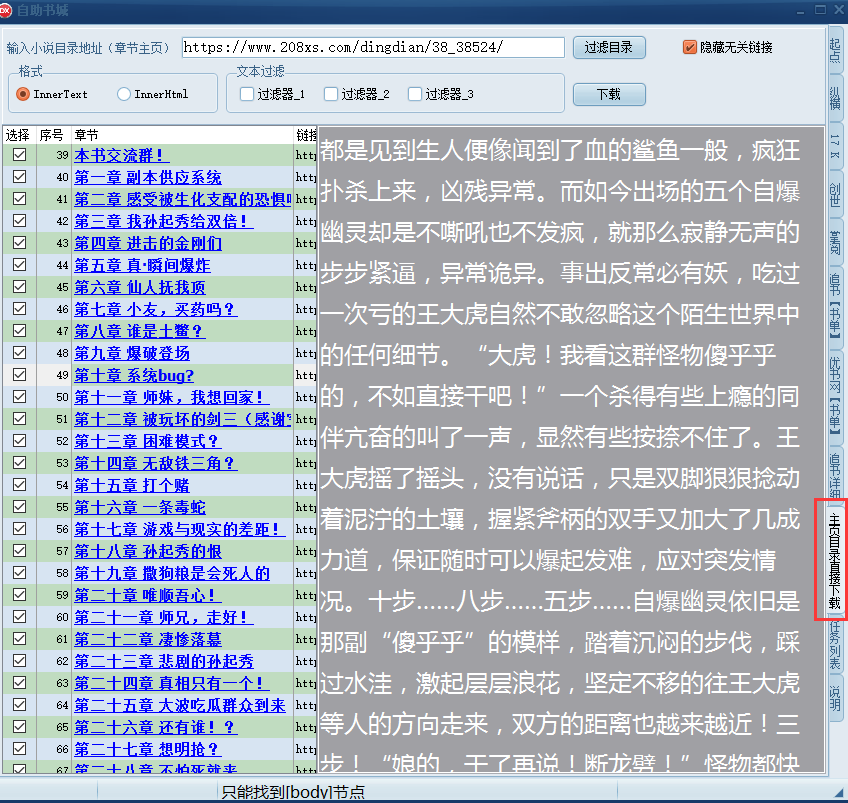 自助书城
输入小说目录地址（章节主页） https://www.208xs.com/dingdian/38_38524/ 过滤目录 隐藏无关链接
格式 文本过滤
InnerText InnerHtml 过滤器_1 过滤器_2 过滤器_3 下载
选择 序号 章节 链接
39 本书交流群！
40 第一章 副本供应系统
41 第二章 感受被生化支配的恐惧
42 第三章 我孙起秀给双倍！
43 第四章 进击的金刚们
44 第五章 真·瞬间爆炸
45 第六章 仙人抚我顶
46 第七章 小友，买药吗？
47 第八章 谁是土鳖？
48 第九章 爆破登场
49 第十章 系统bug?
50 第十一章 师妹，我想回家！
51 第十二章 被玩坏的剑三（感谢
52 第十三章 困难模式？
53 第十四章 无敌铁三角？
54 第十五章 打个赌
55 第十六章 一条毒蛇
56 第十七章 游戏与现实的差距！
57 第十八章 孙起秀的恨
58 第十九章 撒狗粮是会死人的
59 第二十章 唯顺吾心！
60 第二十一章 师兄，走好！
61 第二十二章 凄惨落幕
62 第二十三章 悲剧的孙起秀
63 第二十四章 真相只有一个！
64 第二十五章 大波吃瓜群众到来
65 第二十六章 还有谁！？
66 第二十七章 想明抢？
67 第二十八章 不怕死就来
都是见到生人便像闻到了血的鲨鱼一般，疯狂
扑杀上来，凶残异常。而如今出场的五个自爆
幽灵却是不嘶吼也不发疯，就那么寂静无声的
步步紧逼，异常诡异。事出反常必有妖，吃过
一次亏的王大虎自然不敢忽略这个陌生世界中
的任何细节。“大虎！我看这群怪物傻乎乎
的，不如直接干吧！”一个杀得有些上瘾的同
伴亢奋的叫了一声，显然有些按捺不住了。王
大虎摇了摇头，没有说话，只是双脚狠狠捻动
着泥泞的土壤，握紧斧柄的双手又加大了几成
力道，保证随时可以爆起发难，应对突发情
况。十步……八步……五步……自爆幽灵依旧是
那副“傻乎乎”的模样，踏着沉闷的步伐，踩
过水洼，激起层层浪花，坚定不移的往王大虎
等人的方向走来，双方的距离也越来越近！三
步！“娘的，干了再说！断龙劈！”怪物都快
起点
纵横
17K
创世
掌阅
追书【书单】
优书网【书单】
追书详细
主页目录直接下载
任务列表
说明
只能找到[body]节点